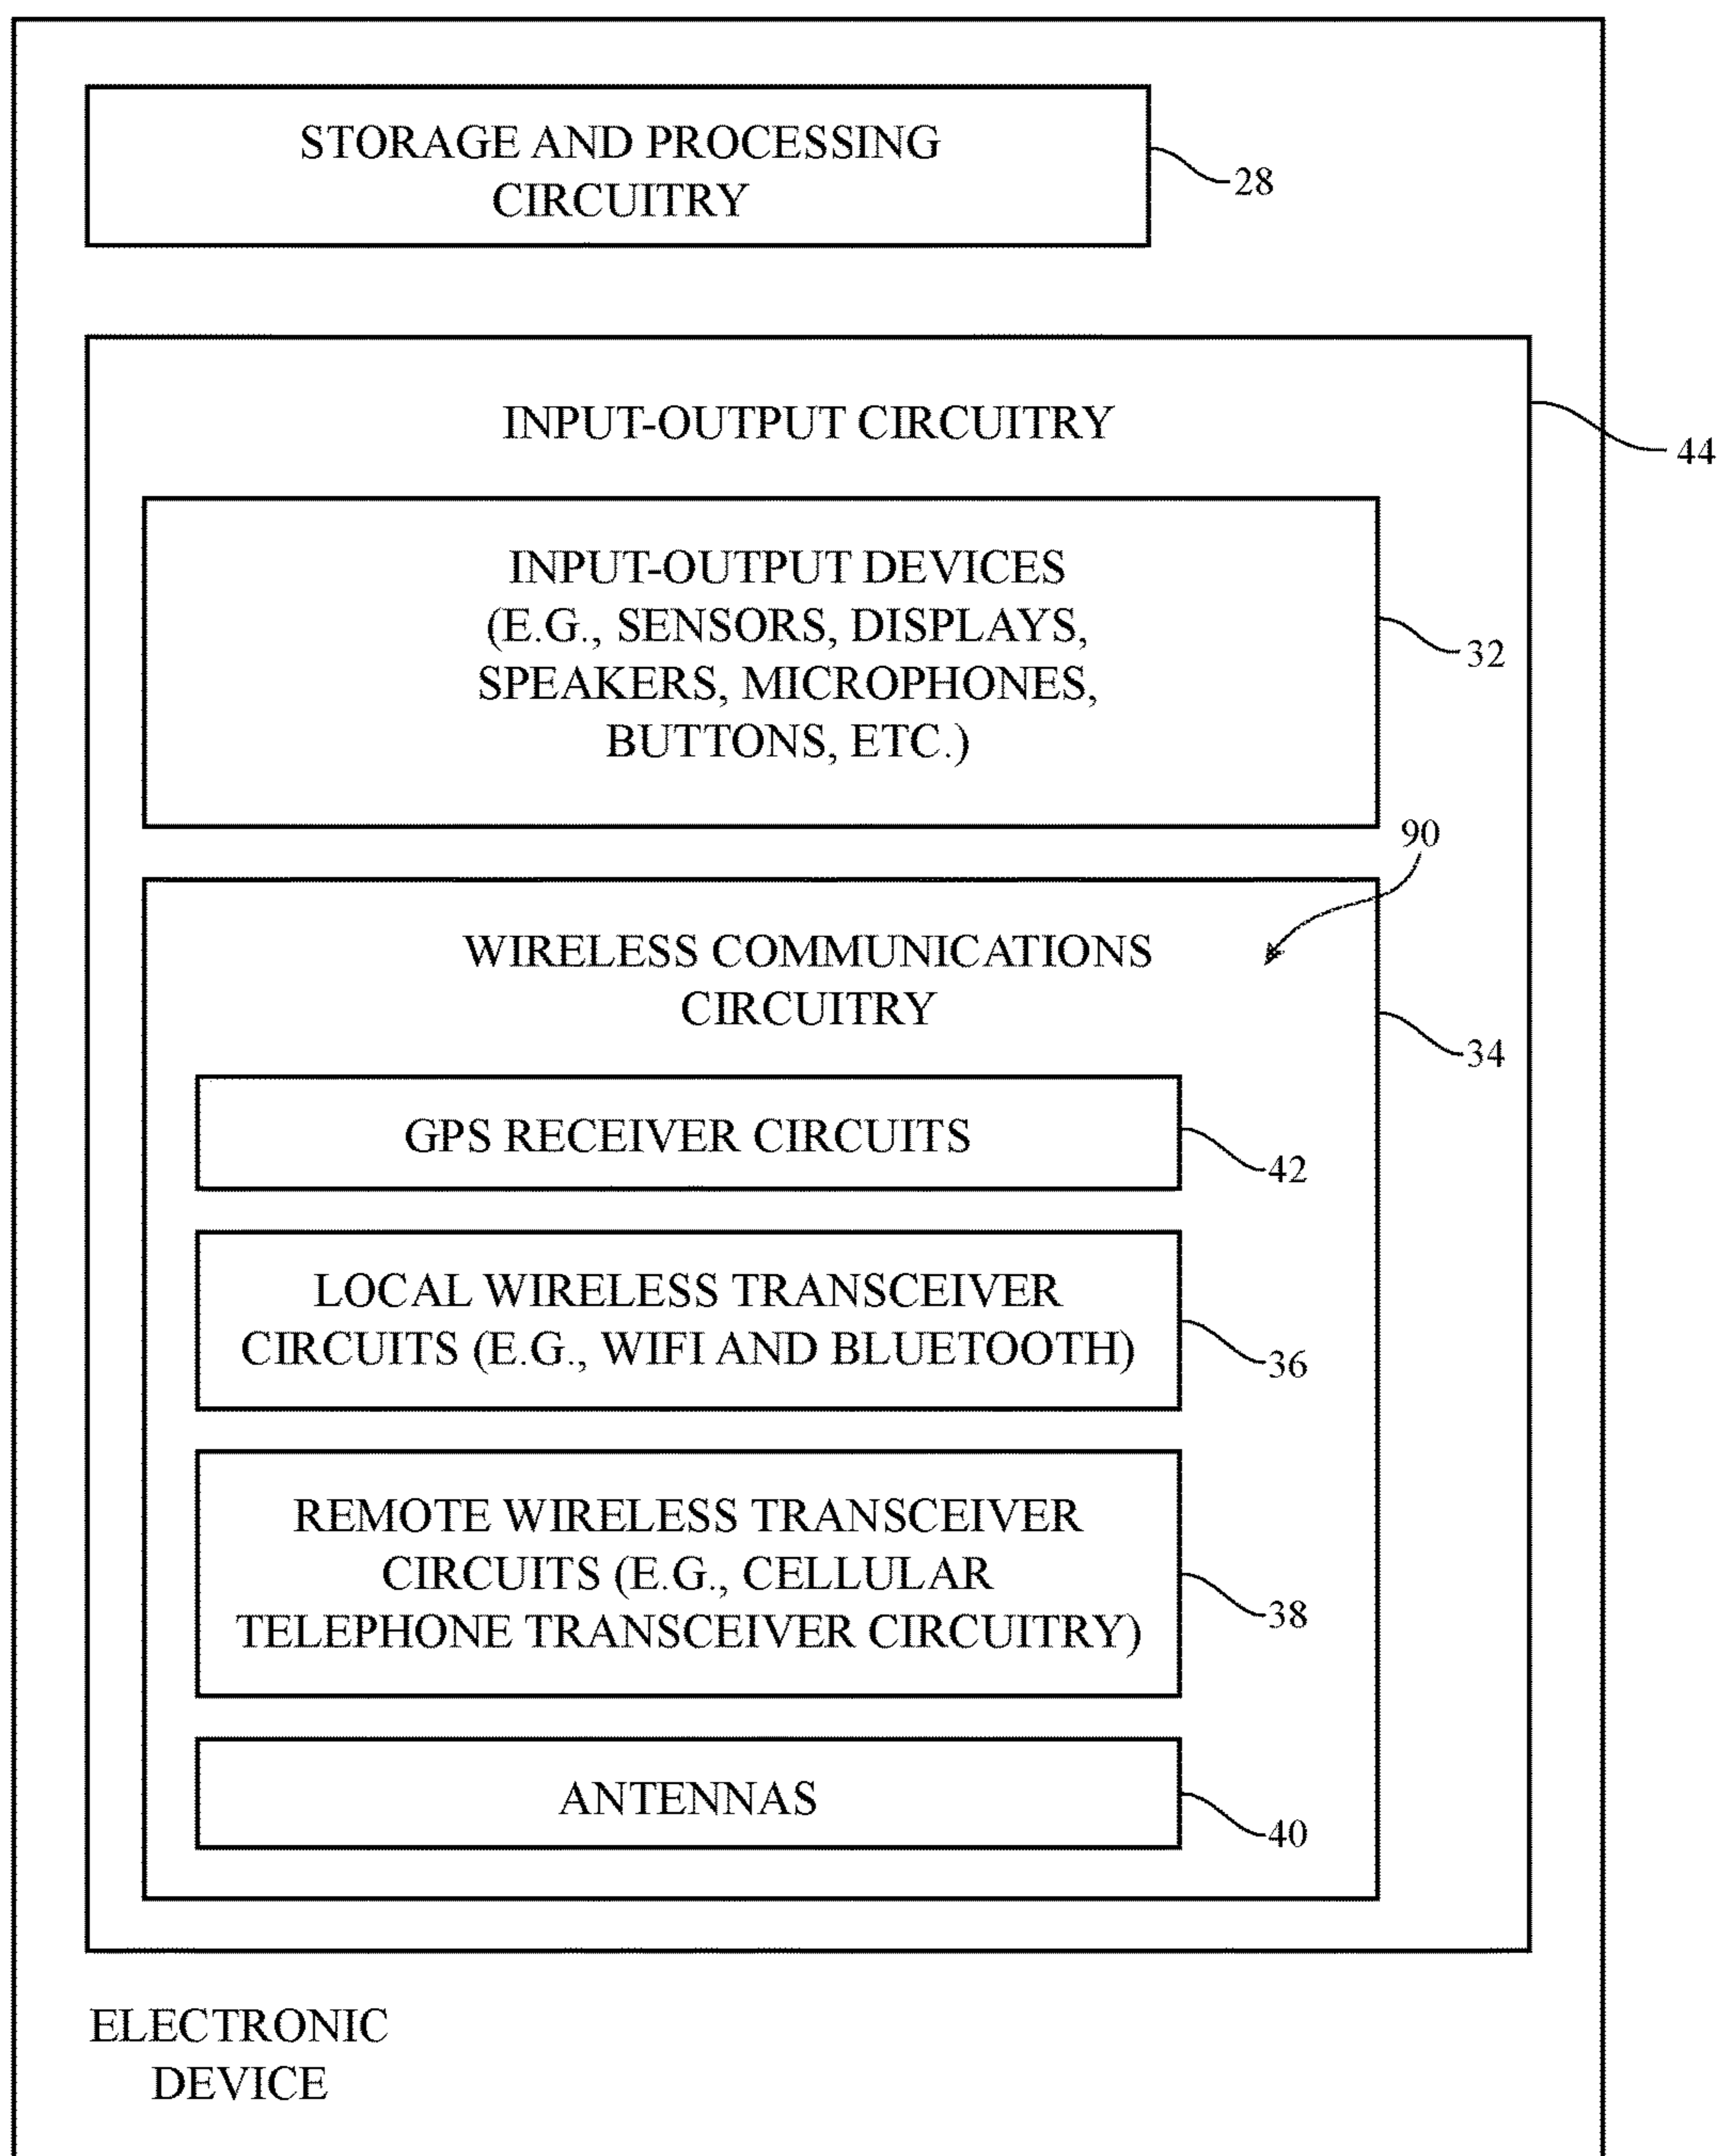 STORAGE AND PROCESSING
CIRCUITRY
28
INPUT-OUTPUT CIRCUITRY
44
INPUT-OUTPUT DEVICES
(E.G., SENSORS, DISPLAYS,
SPEAKERS, MICROPHONES,
BUTTONS, ETC.)
32
90
WIRELESS COMMUNICATIONS
CIRCUITRY
34
GPS RECEIVER CIRCUITS
42
LOCAL WIRELESS TRANSCEIVER
CIRCUITS (E.G., WIFI AND BLUETOOTH)
36
REMOTE WIRELESS TRANSCEIVER
CIRCUITS (E.G., CELLULAR
TELEPHONE TRANSCEIVER CIRCUITRY)
38
ANTENNAS
40
ELECTRONIC
DEVICE